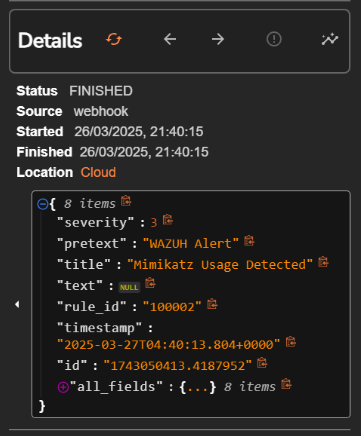 Details
Status FINISHED
Source webhook
Started 26/03/2025, 21:40:15
Finished 26/03/2025, 21:40:15
Location Cloud
{ 8 items
"severity" : 3
"pretext" : "WAZUH Alert"
"title" : "Mimikatz Usage Detected"
"text" : NULL
"rule_id" : "100002"
"timestamp" :
"2025-03-27T04:40:13.804+0000"
"id" : "1743050413.4187952"
"all_fields" : {...} 8 items
}